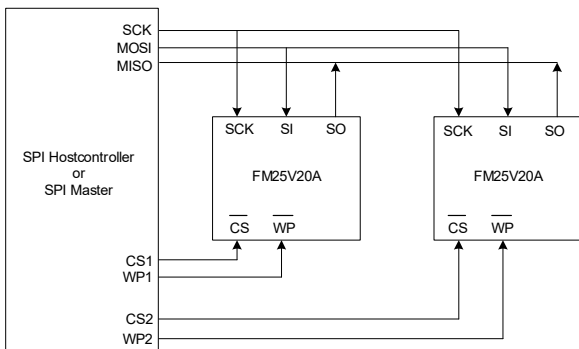 SCK
MOSI
MISO
SPI Hostcontroller
or
SPI Master
CS1
WP1
CS2
WP2
SCK SI SO
FM25V20A
CS WP
SCK SI SO
FM25V20A
CS WP